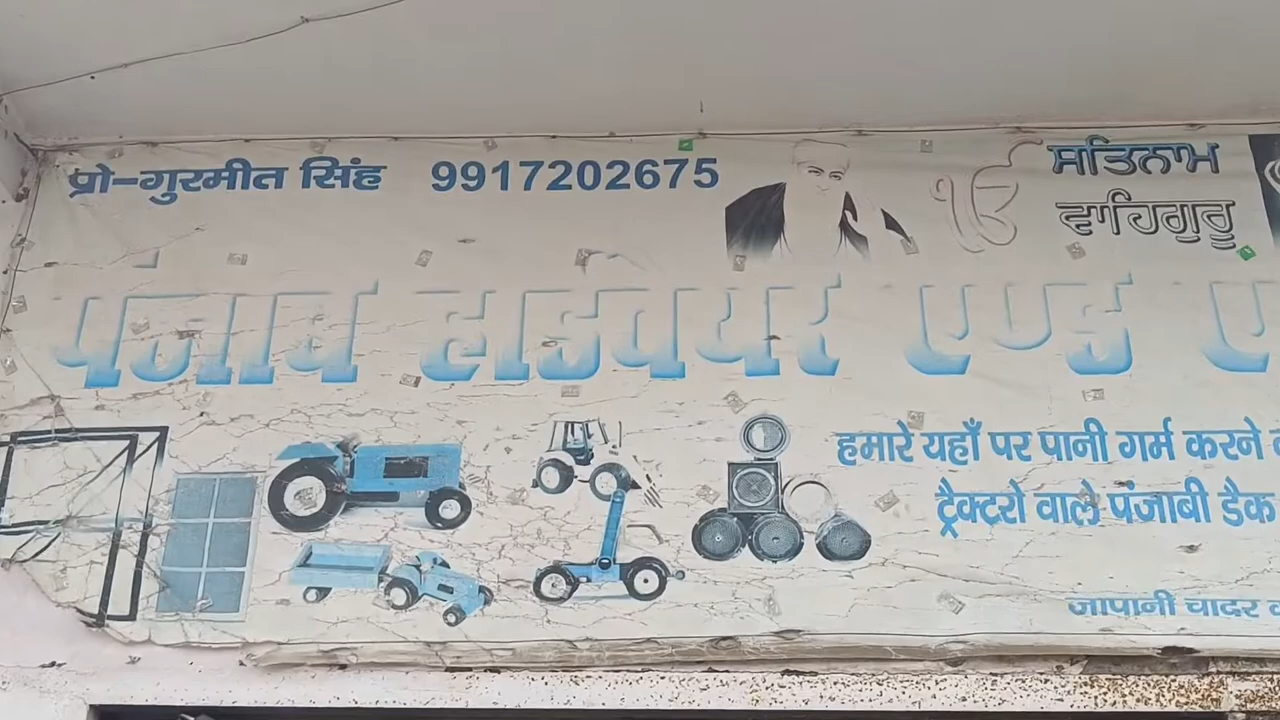 प्रो-गुरमीत सिंह 9917202675
ੴ ਸਤਿਨਾਮ
ਵਾਹਿਗੁਰੂ
पंजाब हार्डवेयर एण्ड
हमारे यहाँ पर पानी गर्म करने
ट्रैक्टरो वाले पंजाबी डैक
जापानी चादर